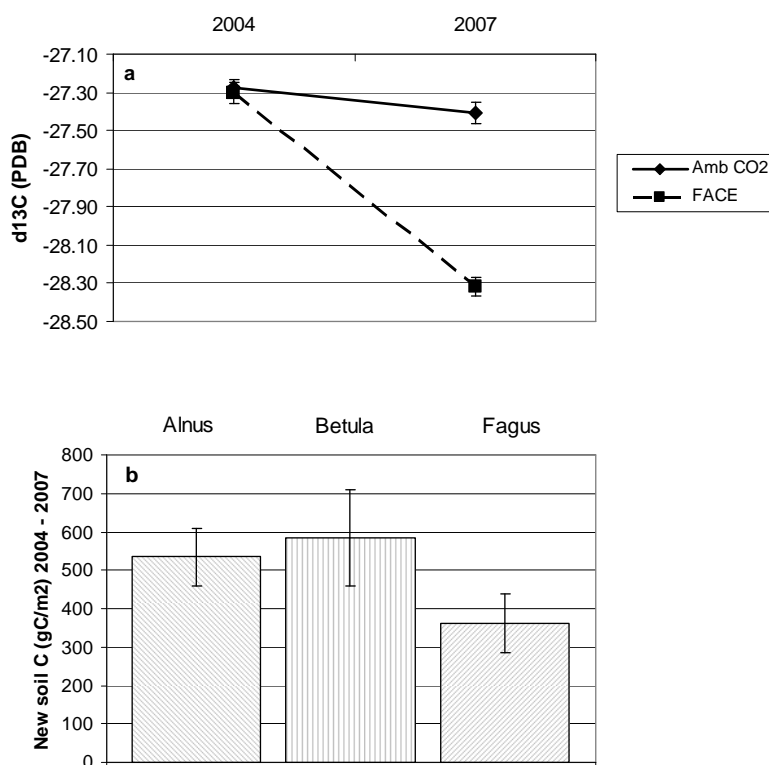 2004 2007
a
-27.10
-27.30
-27.50
-27.70
-27.90
-28.10
-28.30
-28.50
d13C (PDB)
Amb CO2
FACE
Alnus Betula Fagus
b
800
700
600
500
400
300
200
100
0
New soil C (gC/m2) 2004 - 2007